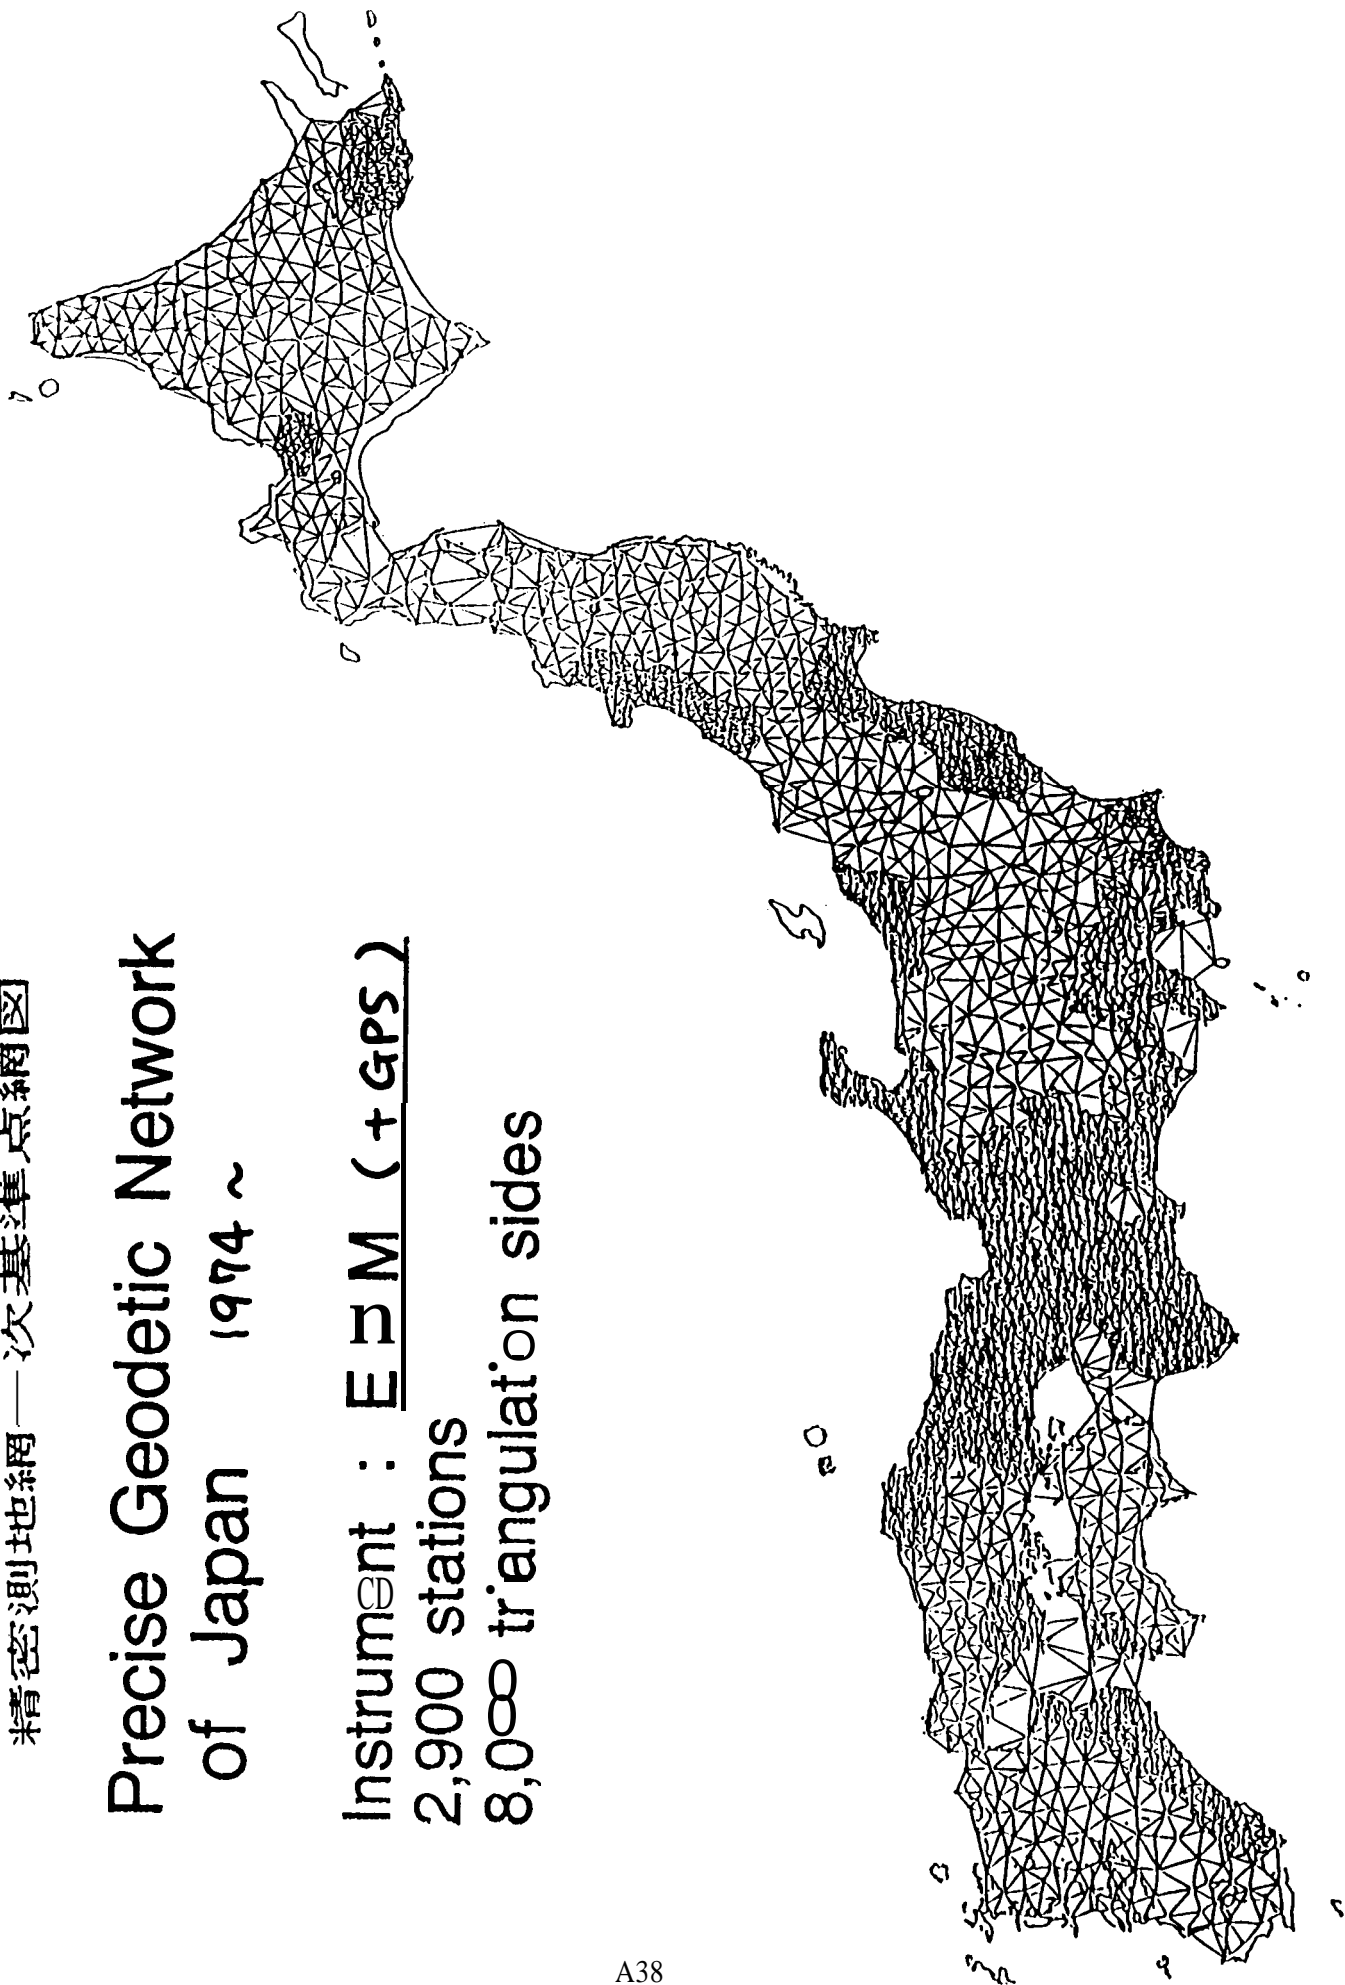 精密測地網一次基準点網図
Precise Geodetic Network
of Japan 1974 ~
Instrument : E n M (+GPS)
2,900 stations
8,000 triangulation sides
A38